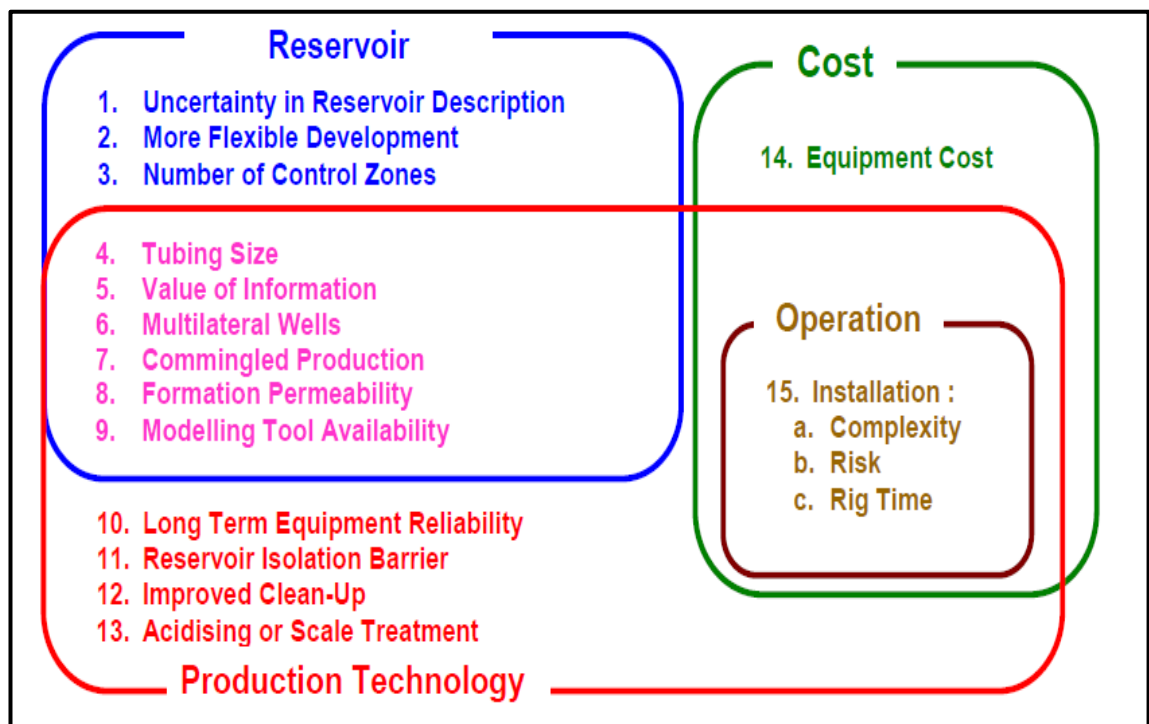 Reservoir
1. Uncertainty in Reservoir Description
2. More Flexible Development
3. Number of Control Zones
4. Tubing Size
5. Value of Information
6. Multilateral Wells
7. Commingled Production
8. Formation Permeability
9. Modelling Tool Availability
10. Long Term Equipment Reliability
11. Reservoir Isolation Barrier
12. Improved Clean-Up
13. Acidising or Scale Treatment
Production Technology
Cost
14. Equipment Cost
Operation
15. Installation :
a. Complexity
b. Risk
c. Rig Time